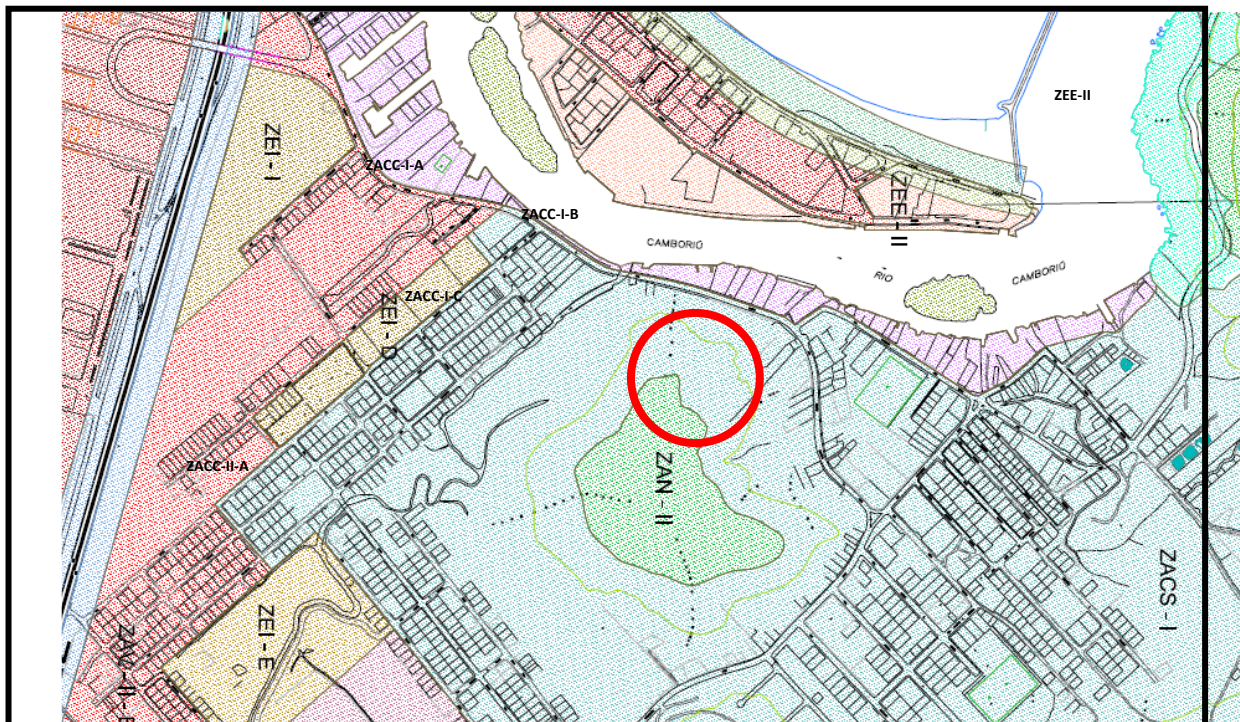 ZEE-II
ZEI - I
ZACC-I-A
ZACC-I-B
ZEE - II
CAMBORIÚ
RIO
CAMBORIÚ
ZACC-I-C
ZEI - D
ZACC-II-A
ZAN - II
ZACS - I
ZEI - E